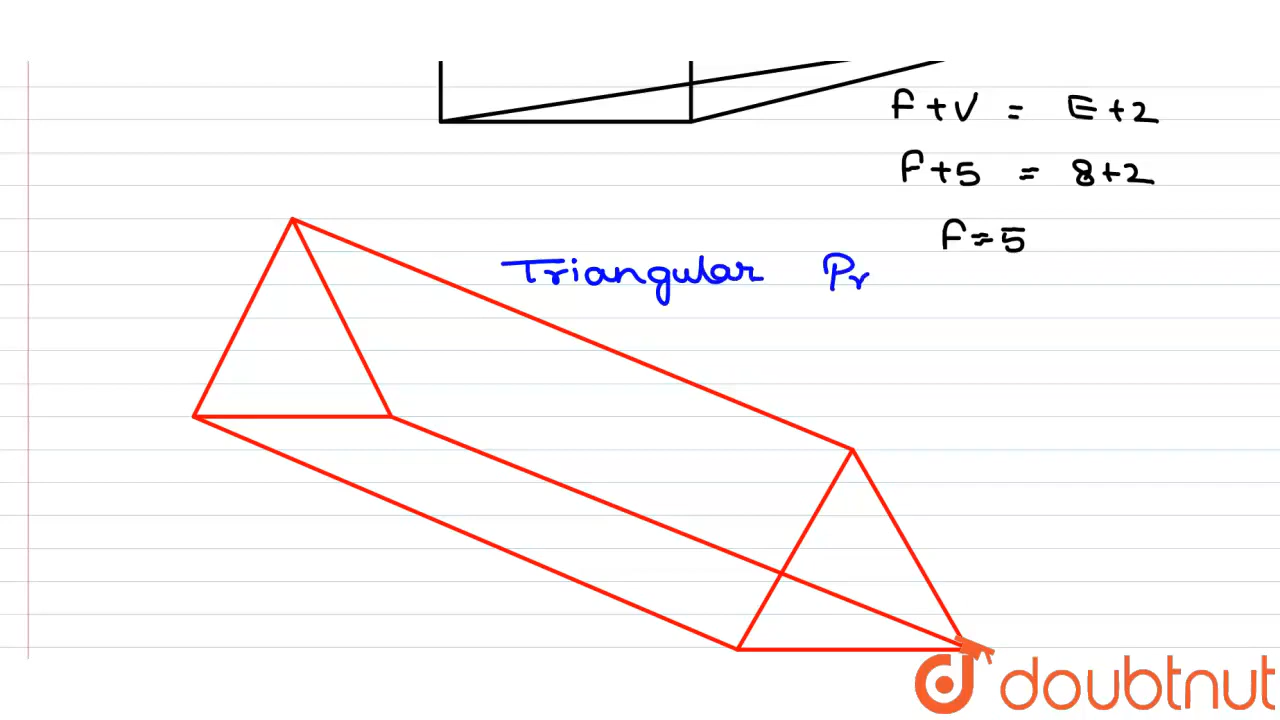 F+V = E+2
F+5 = 8+2
F=5
Triangular Pr
doubtnut